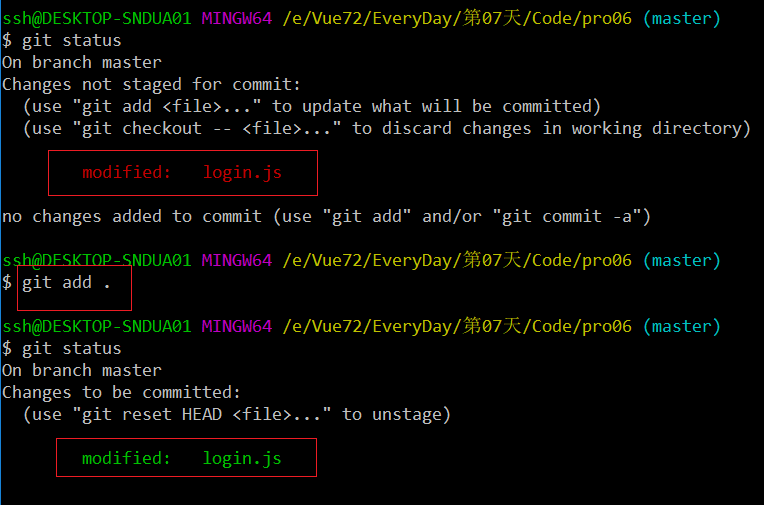 ssh@DESKTOP-SNDUA01 MINGW64 /e/Vue72/EveryDay/第07天/Code/pro06 (master)
$ git status
On branch master
Changes not staged for commit:
  (use "git add <file>..." to update what will be committed)
  (use "git checkout -- <file>..." to discard changes in working directory)
        modified:   login.js
no changes added to commit (use "git add" and/or "git commit -a")
ssh@DESKTOP-SNDUA01 MINGW64 /e/Vue72/EveryDay/第07天/Code/pro06 (master)
$ git add .
ssh@DESKTOP-SNDUA01 MINGW64 /e/Vue72/EveryDay/第07天/Code/pro06 (master)
$ git status
On branch master
Changes to be committed:
  (use "git reset HEAD <file>..." to unstage)
        modified:   login.js